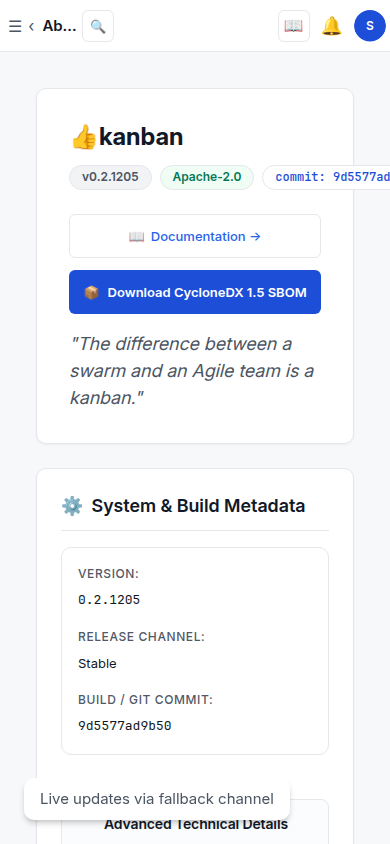 ☰ ‹ Ab... 🔍 📖 🔔 S
👍kanban
v0.2.1205 Apache-2.0 commit: 9d5577ad
📖 Documentation →
📦 Download CycloneDX 1.5 SBOM
"The difference between a
swarm and an Agile team is a
kanban."
⚙️ System & Build Metadata
VERSION:
0.2.1205
RELEASE CHANNEL:
Stable
BUILD / GIT COMMIT:
9d5577ad9b50
Live updates via fallback channel
Advanced Technical Details